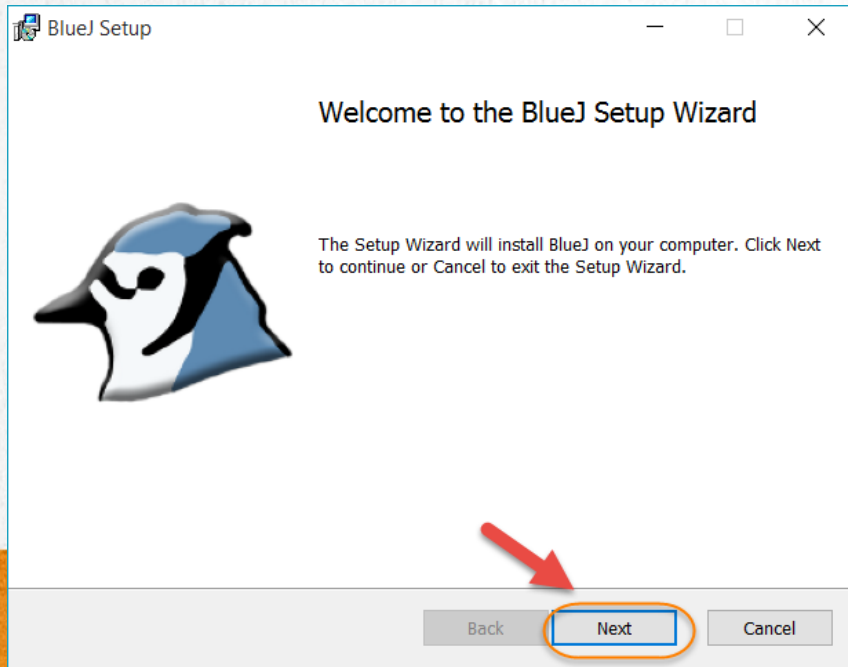 BlueJ Setup
Welcome to the BlueJ Setup Wizard
The Setup Wizard will install BlueJ on your computer. Click Next
to continue or Cancel to exit the Setup Wizard.
Back Next Cancel